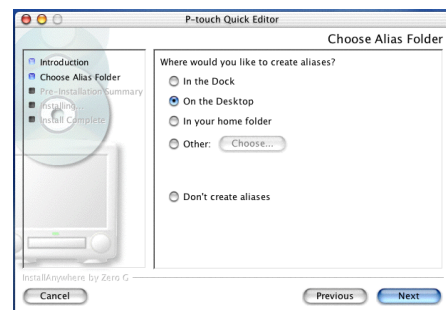 P-touch Quick Editor
Choose Alias Folder
Introduction
Choose Alias Folder
Pre-Installation Summary
Installing...
Install Complete
Where would you like to create aliases?
In the Dock
On the Desktop
In your home folder
Other: Choose...
Don't create aliases
InstallAnywhere by Zero G
Cancel Previous Next